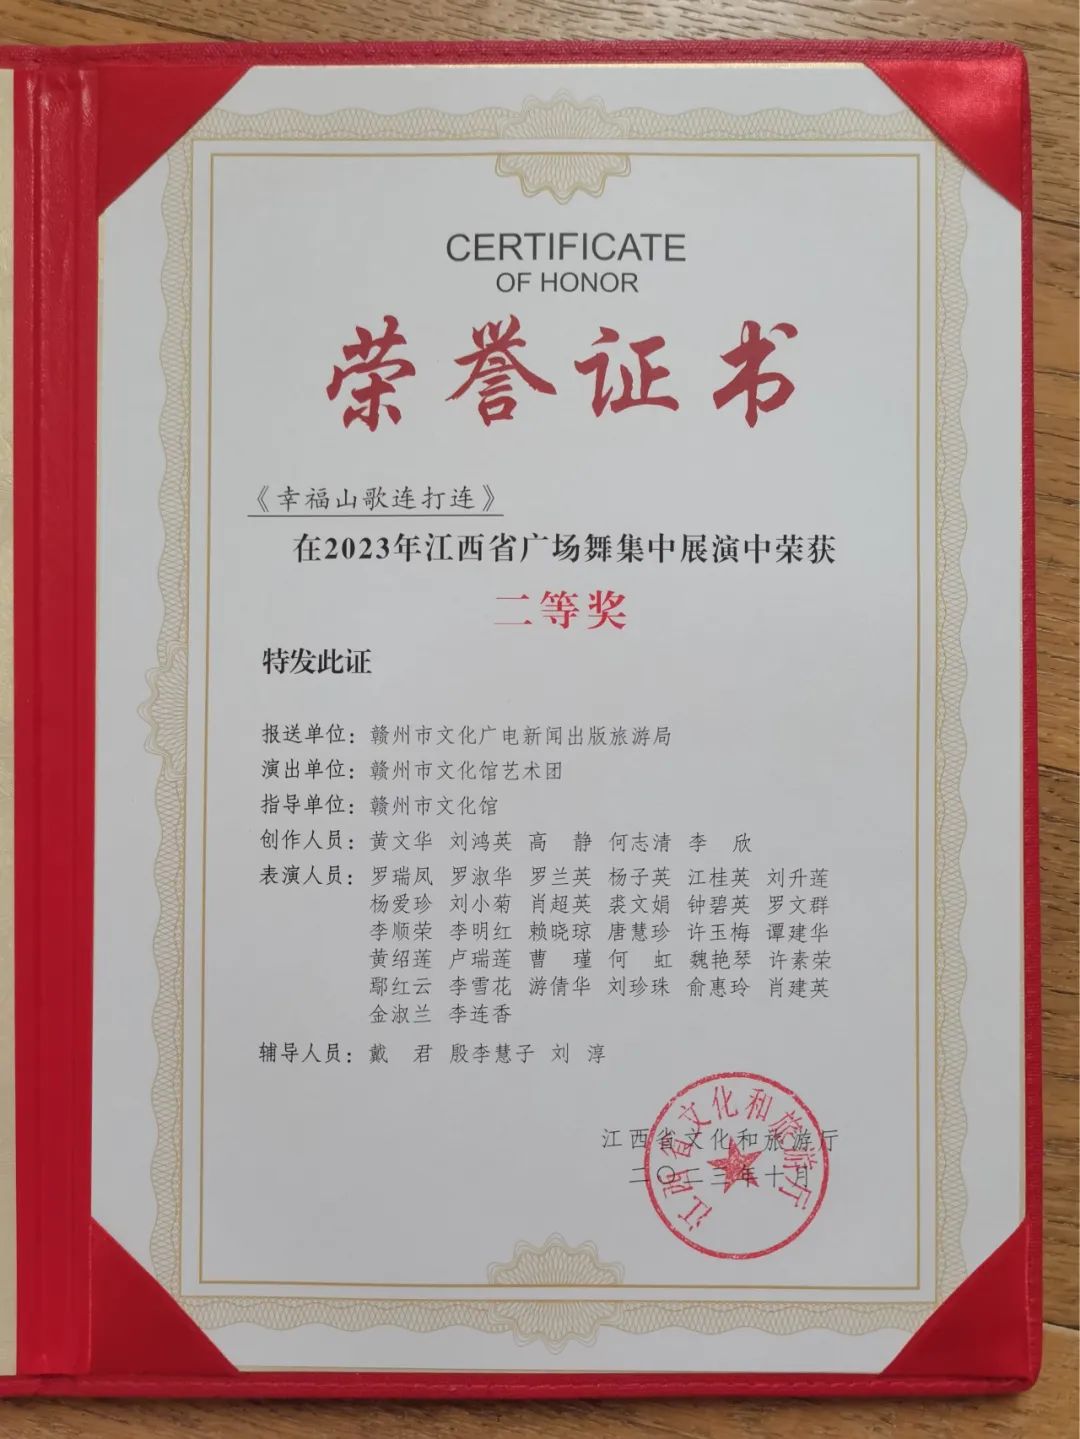 CERTIFICATE
OF HONOR
荣誉证书
《幸福山歌连打连》
在2023年江西省广场舞集中展演中荣获
二等奖
特发此证
报送单位：赣州市文化广电新闻出版旅游局
演出单位：赣州市文化馆艺术团
指导单位：赣州市文化馆
创作人员：黄文华 刘鸿英 高 静 何志清 李 欣
表演人员：罗瑞凤 罗淑华 罗兰英 杨子英 江桂英 刘升莲
杨爱珍 刘小菊 肖超英 裘文娟 钟碧英 罗文群
李顺荣 李明红 赖晓琼 唐慧珍 许玉梅 谭建华
黄绍莲 卢瑞莲 曹 瑾 何 虹 魏艳琴 许素荣
鄢红云 李雪花 游倩华 刘珍珠 俞惠玲 肖建英
金淑兰 李连香
辅导人员：戴 君 殷李慧子 刘 淳
江西省文化和旅游厅
二〇二三年十月
江西省文化和旅游厅